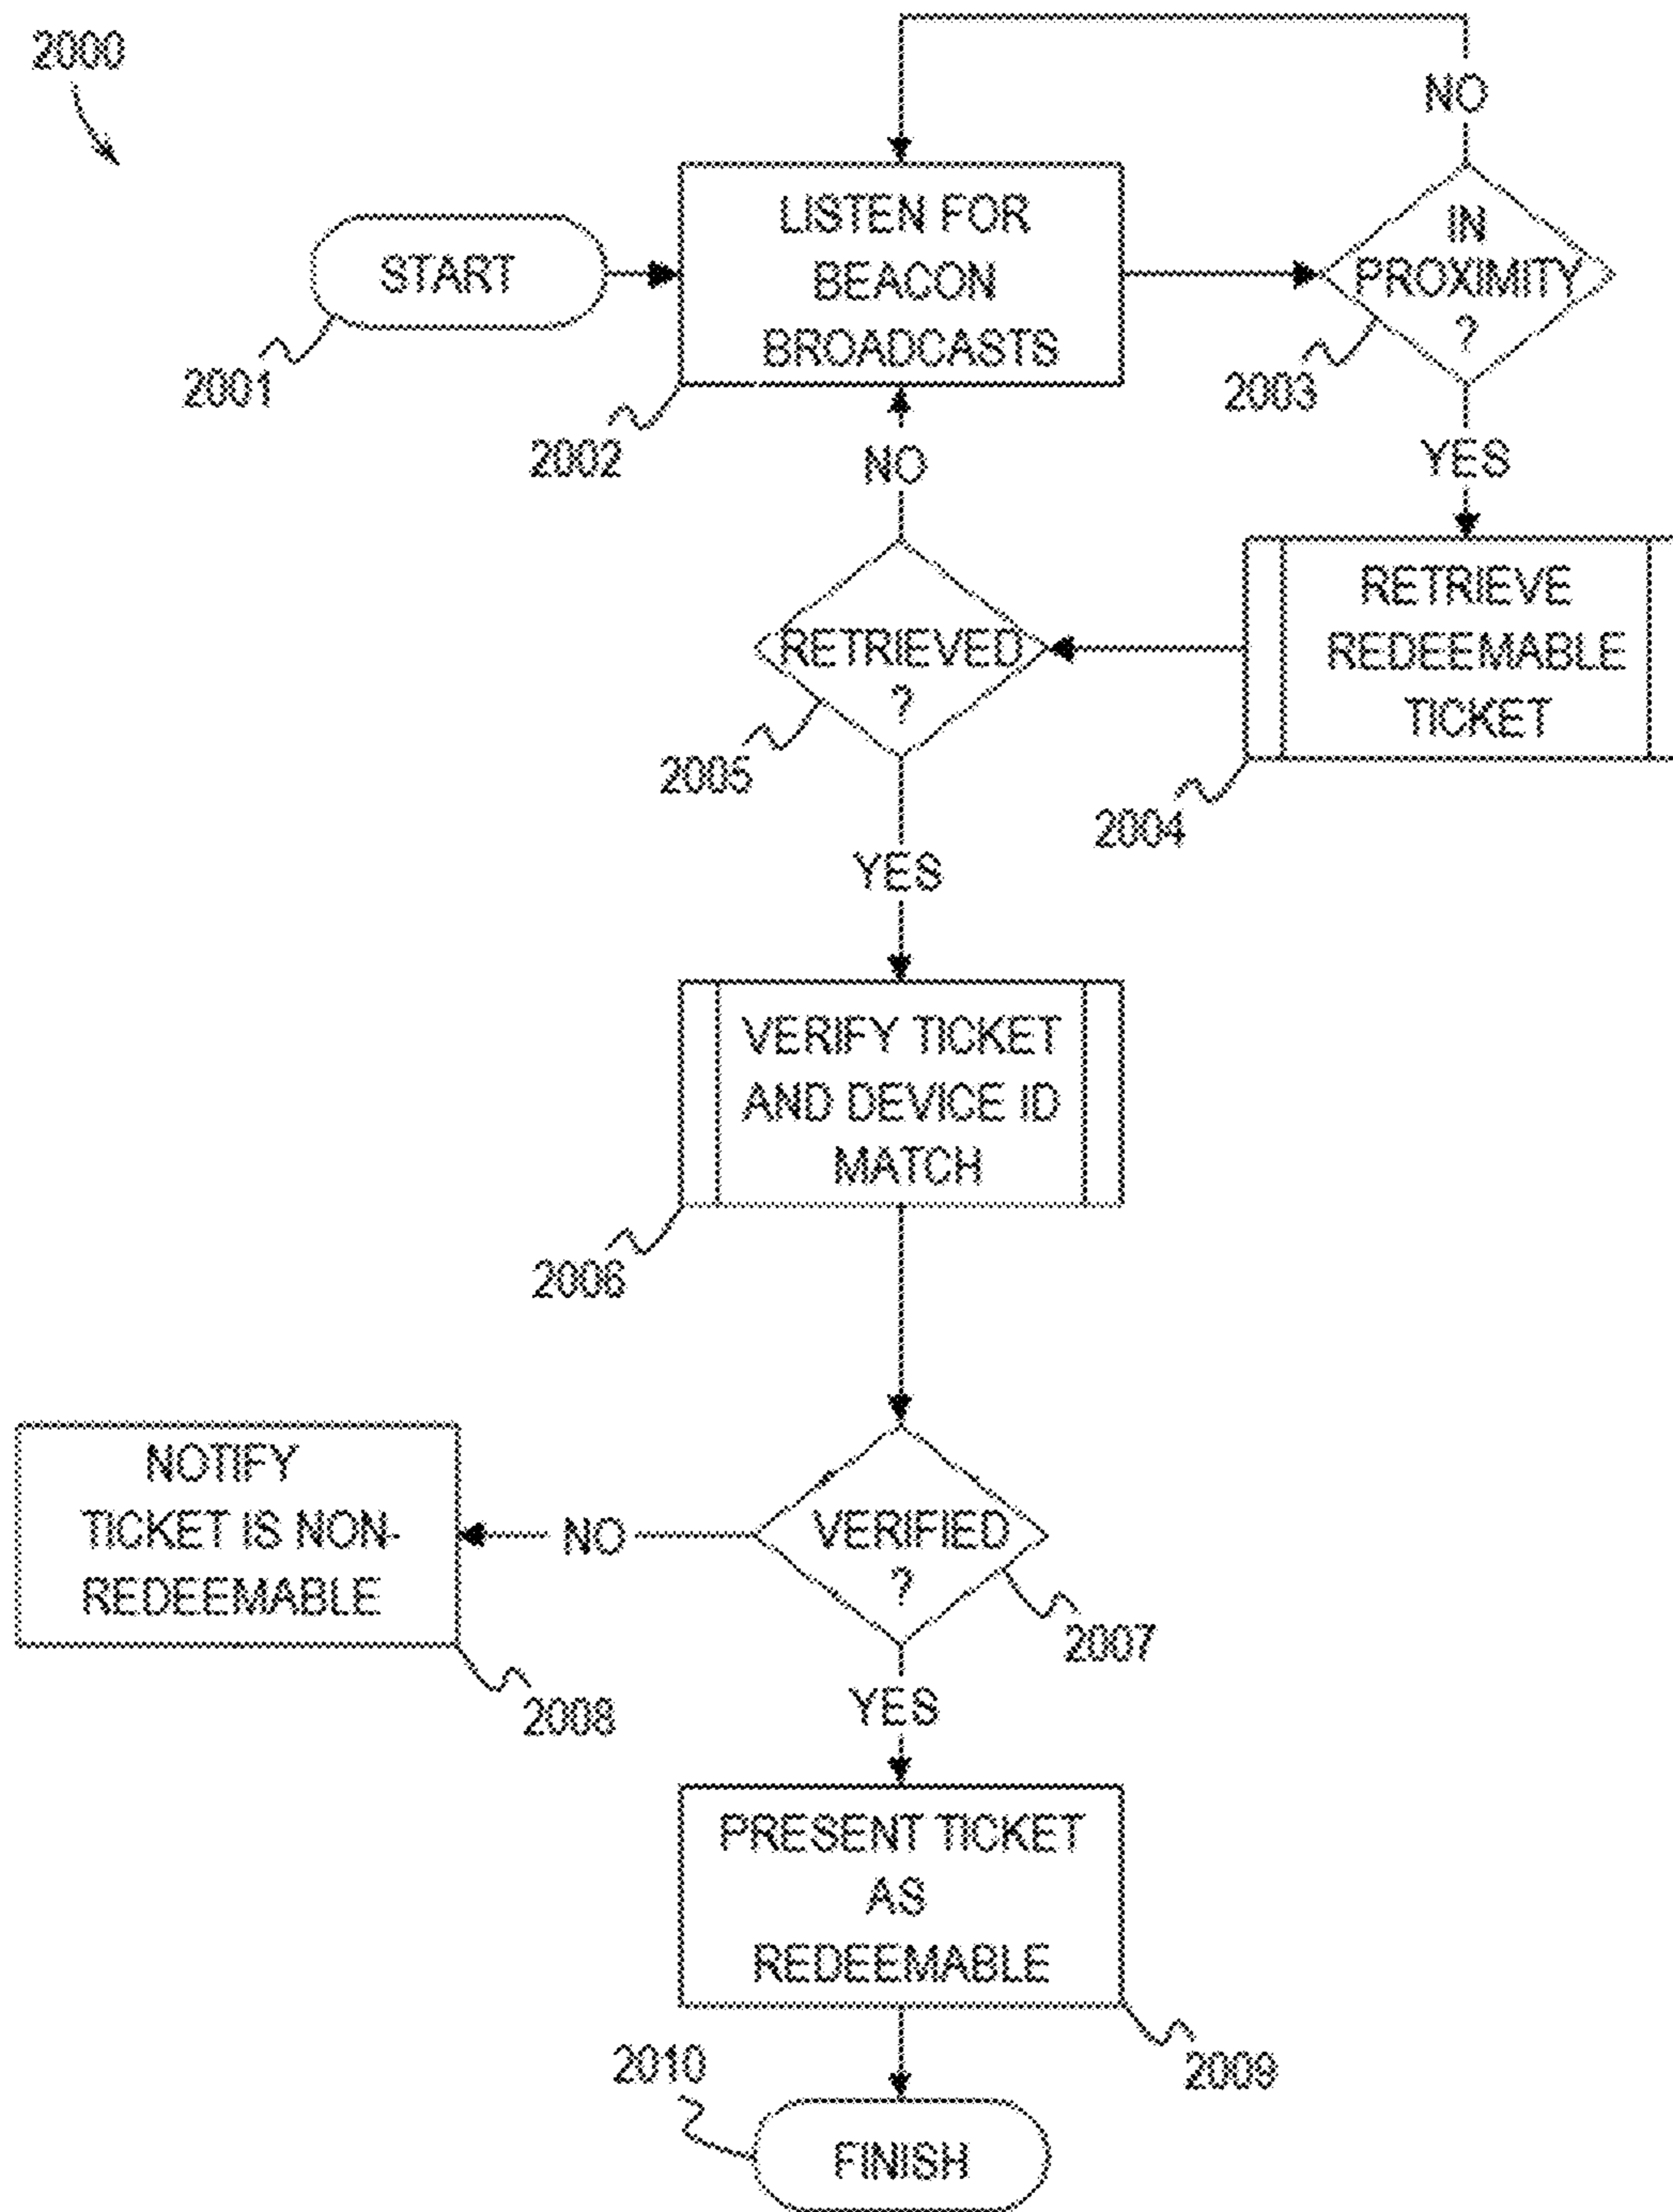 2000
NO
START
2001
LISTEN FOR
BEACON
BROADCASTS
2002
IN
PROXIMITY
?
2003
NO
YES
RETRIEVED
?
2005
RETRIEVE
REDEEMABLE
TICKET
2004
YES
VERIFY TICKET
AND DEVICE ID
MATCH
2006
NOTIFY
TICKET IS NON-
REDEEMABLE
2008
NO
VERIFIED
?
2007
YES
PRESENT TICKET
AS
REDEEMABLE
2009
2010
FINISH